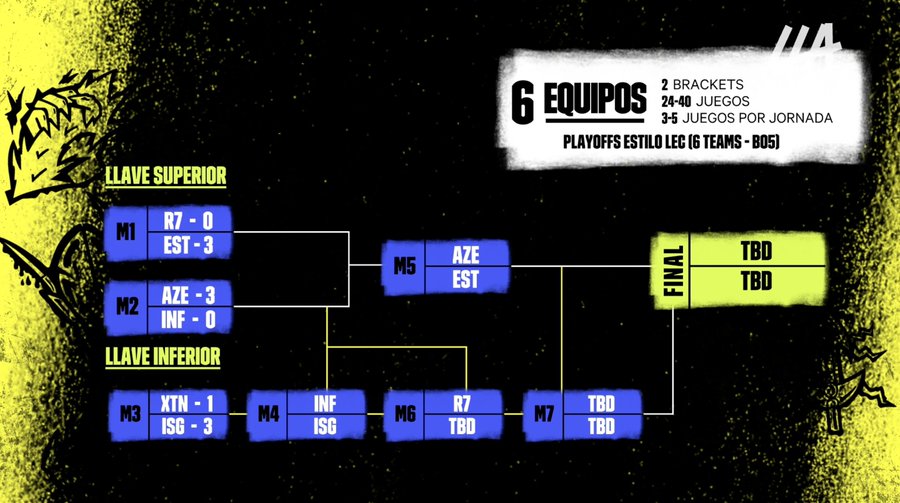 LLA
6 EQUIPOS
2 BRACKETS
24-40 JUEGOS
3-5 JUEGOS POR JORNADA
PLAYOFFS ESTILO LEC (6 TEAMS - BO5)
LLAVE SUPERIOR
M1
R7 - 0
EST - 3
M2
AZE - 3
INF - 0
M5
AZE
EST
FINAL
TBD
TBD
LLAVE INFERIOR
M3
XTN - 1
ISG - 3
M4
INF
ISG
M6
R7
TBD
M7
TBD
TBD